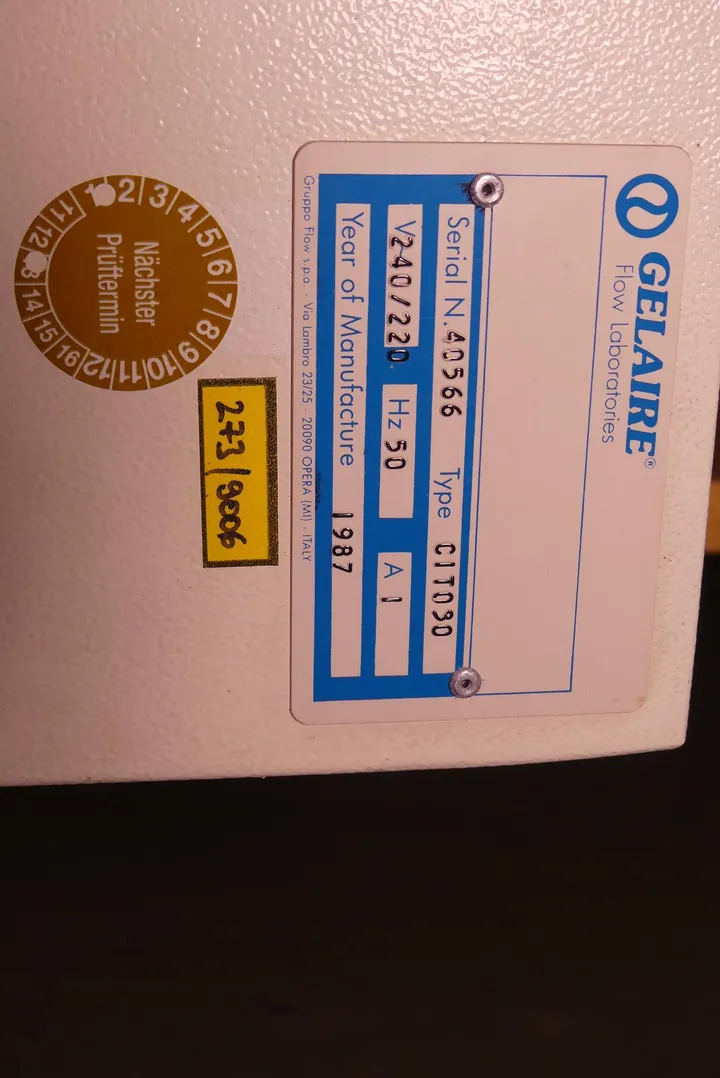 GELAIRE®
Flow Laboratories
Serial N. 40566 Type CIT030
V 240/220 Hz 50 A 1
Year of Manufacture 1987
Gruppo Flow s.p.a. · Via Lambro 23/25 · 20090 OPERA (MI) · ITALY
273/9006
Nächster
Prüftermin
2 3 4 5 6 7 8 9 10 11 12
11 12 14 15 16